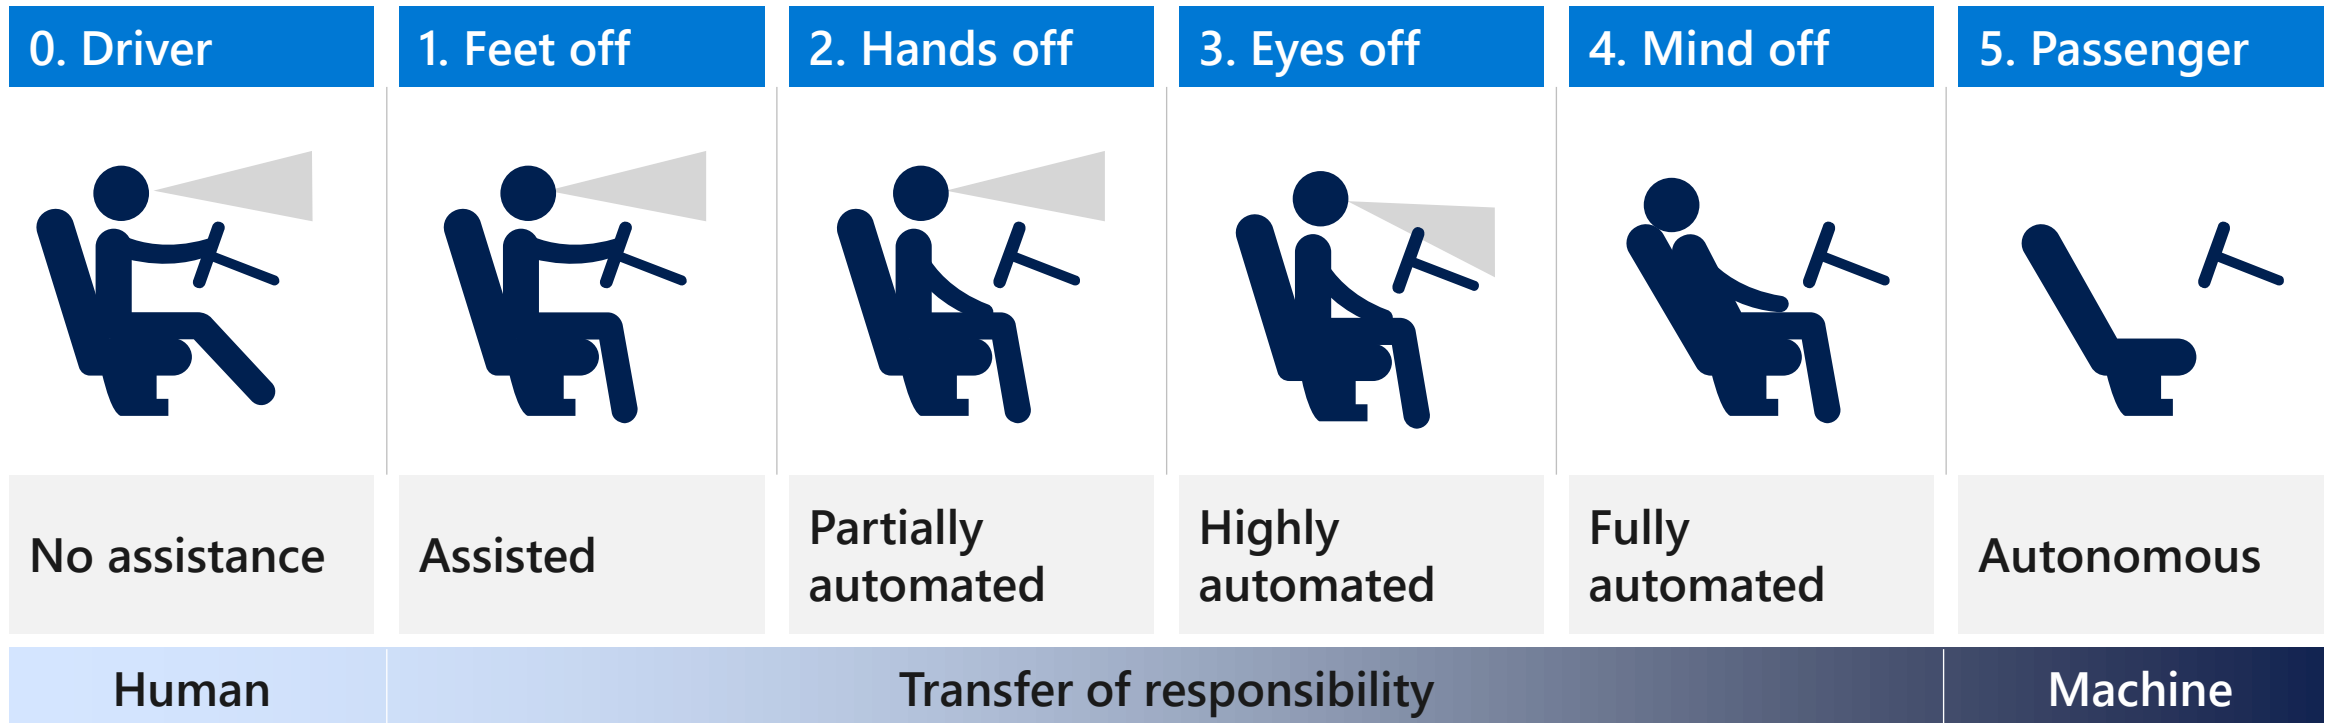 0. Driver
1. Feet off
2. Hands off
3. Eyes off
4. Mind off
5. Passenger
No assistance
Assisted
Partially
automated
Highly
automated
Fully
automated
Autonomous
Human
Transfer of responsibility
Machine